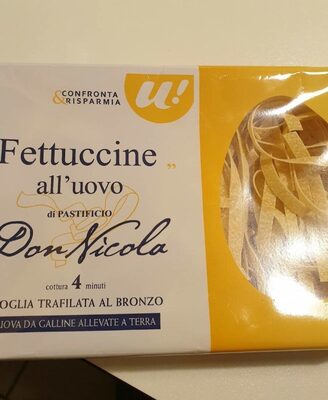 CONFRONTA
&RISPARMIA
u!
Fettuccine
all'uovo
di PASTIFICIO
Don Nicola
cottura 4 minuti
OGLIA TRAFILATA AL BRONZO
UOVA DA GALLINE ALLEVATE A TERRA